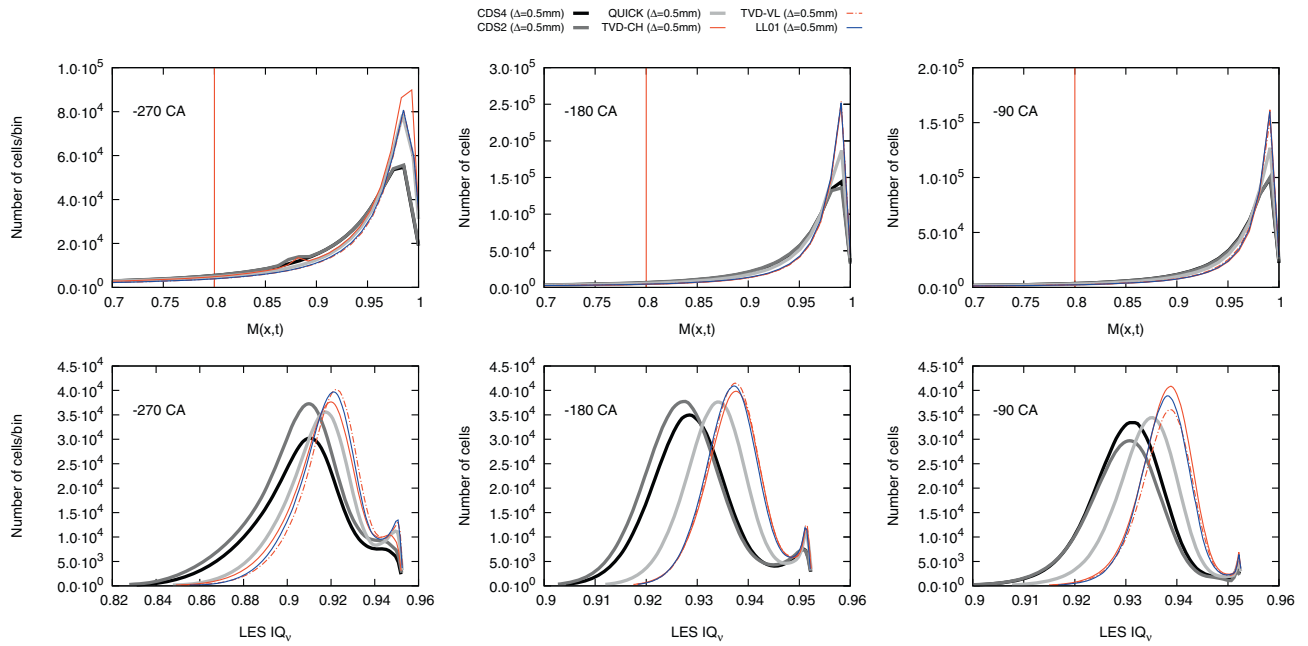 CDS4 (Δ=0.5mm) QUICK (Δ=0.5mm) TVD-VL (Δ=0.5mm)
CDS2 (Δ=0.5mm) TVD-CH (Δ=0.5mm) LL01 (Δ=0.5mm)
Number of cells/bin
1.0·10⁵
8.0·10⁴
6.0·10⁴
4.0·10⁴
2.0·10⁴
0.0·10⁰
-270 CA
0.7 0.75 0.8 0.85 0.9 0.95 1
M(x,t)
Number of cells
3.0·10⁵
2.5·10⁵
2.0·10⁵
1.5·10⁵
1.0·10⁵
5.0·10⁴
0.0·10⁰
-180 CA
0.7 0.75 0.8 0.85 0.9 0.95 1
M(x,t)
Number of cells
2.0·10⁵
1.5·10⁵
1.0·10⁵
5.0·10⁴
0.0·10⁰
-90 CA
0.7 0.75 0.8 0.85 0.9 0.95 1
M(x,t)
Number of cells/bin
4.5·10⁴
4.0·10⁴
3.5·10⁴
3.0·10⁴
2.5·10⁴
2.0·10⁴
1.5·10⁴
1.0·10⁴
5.0·10³
0.0·10⁰
-270 CA
0.82 0.84 0.86 0.88 0.9 0.92 0.94 0.96
LES IQᵥ
Number of cells
4.5·10⁴
4.0·10⁴
3.5·10⁴
3.0·10⁴
2.5·10⁴
2.0·10⁴
1.5·10⁴
1.0·10⁴
5.0·10³
0.0·10⁰
-180 CA
0.9 0.91 0.92 0.93 0.94 0.95 0.96
LES IQᵥ
Number of cells
4.5·10⁴
4.0·10⁴
3.5·10⁴
3.0·10⁴
2.5·10⁴
2.0·10⁴
1.5·10⁴
1.0·10⁴
5.0·10³
0.0·10⁰
-90 CA
0.9 0.91 0.92 0.93 0.94 0.95 0.96
LES IQᵥ